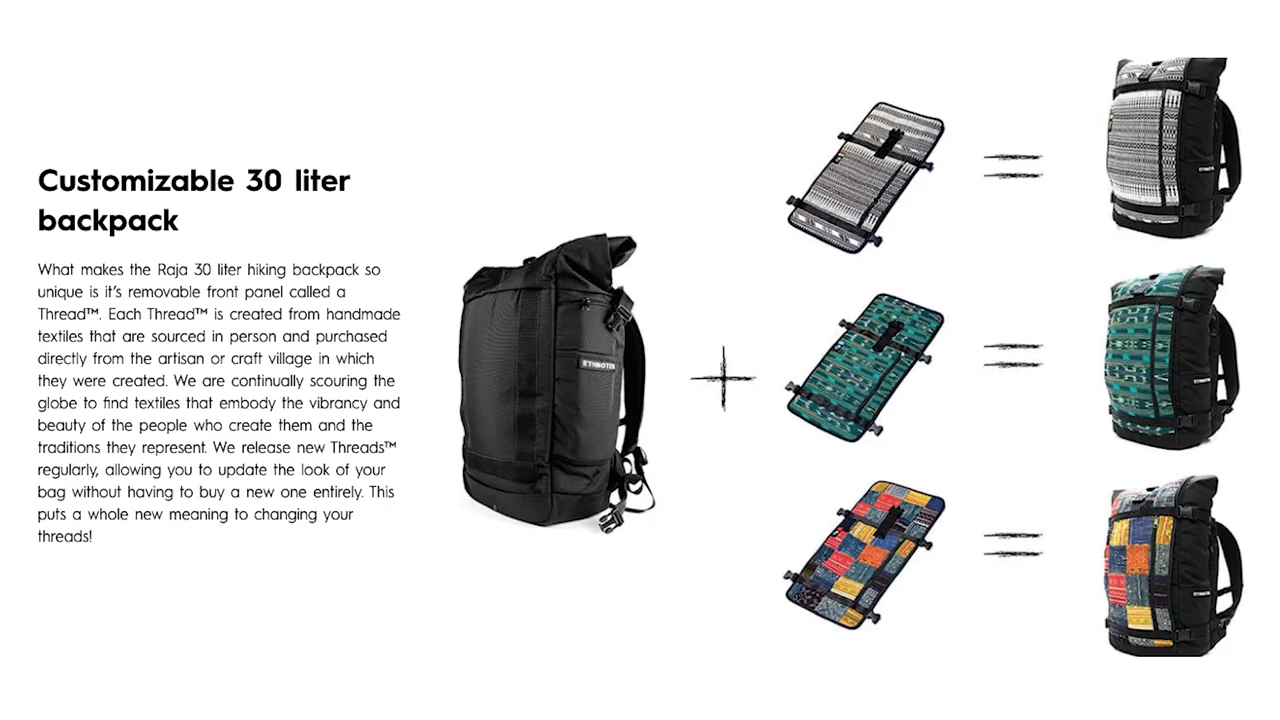 Customizable 30 liter
backpack
What makes the Raja 30 liter hiking backpack so
unique is it's removable front panel called a
Thread™. Each Thread™ is created from handmade
textiles that are sourced in person and purchased
directly from the artisan or craft village in which
they were created. We are continually scouring the
globe to find textiles that embody the vibrancy and
beauty of the people who create them and the
traditions they represent. We release new Threads™
regularly, allowing you to update the look of your
bag without having to buy a new one entirely. This
puts a whole new meaning to changing your
threads!
ETHNOTEK